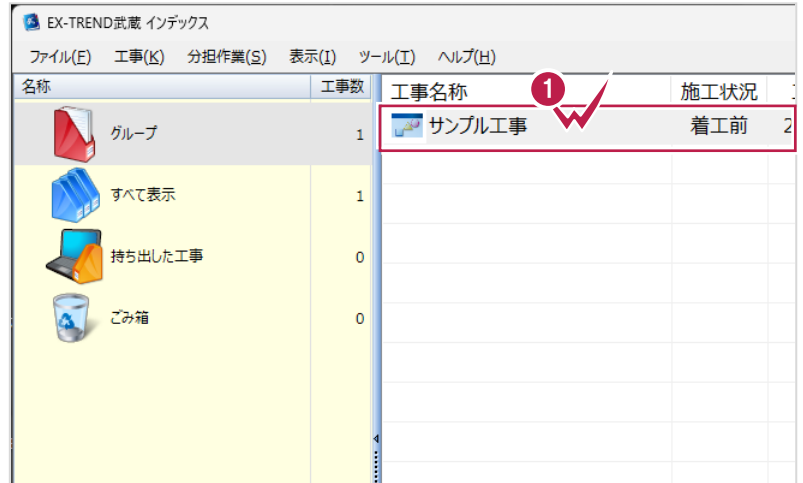 EX-TREND武蔵 インデックス
ファイル(F) 工事(K) 分担作業(S) 表示(I) ツール(T) ヘルプ(H)
名称 工事数 工事名称 施工状況
1
グループ 1 サンプル工事 着工前 2
すべて表示 1
持ち出した工事 0
ごみ箱 0